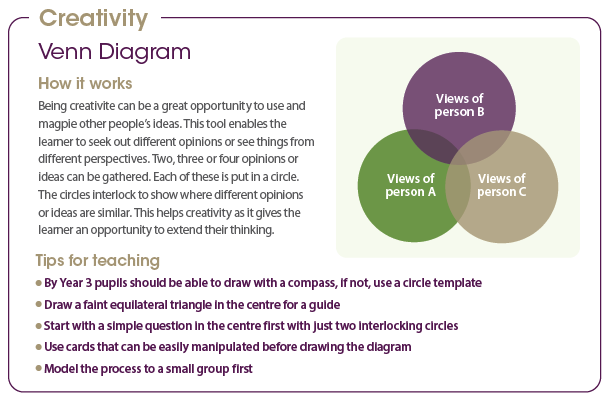 Creativity
Venn Diagram
How it works
Being creativite can be a great opportunity to use and
magpie other people's ideas. This tool enables the
learner to seek out different opinions or see things from
different perspectives. Two, three or four opinions or
ideas can be gathered. Each of these is put in a circle.
The circles interlock to show where different opinions
or ideas are similar. This helps creativity as it gives the
learner an opportunity to extend their thinking.
Views of
person B
Views of
person A
Views of
person C
Tips for teaching
• By Year 3 pupils should be able to draw with a compass, if not, use a circle template
• Draw a faint equilateral triangle in the centre for a guide
• Start with a simple question in the centre first with just two interlocking circles
• Use cards that can be easily manipulated before drawing the diagram
• Model the process to a small group first